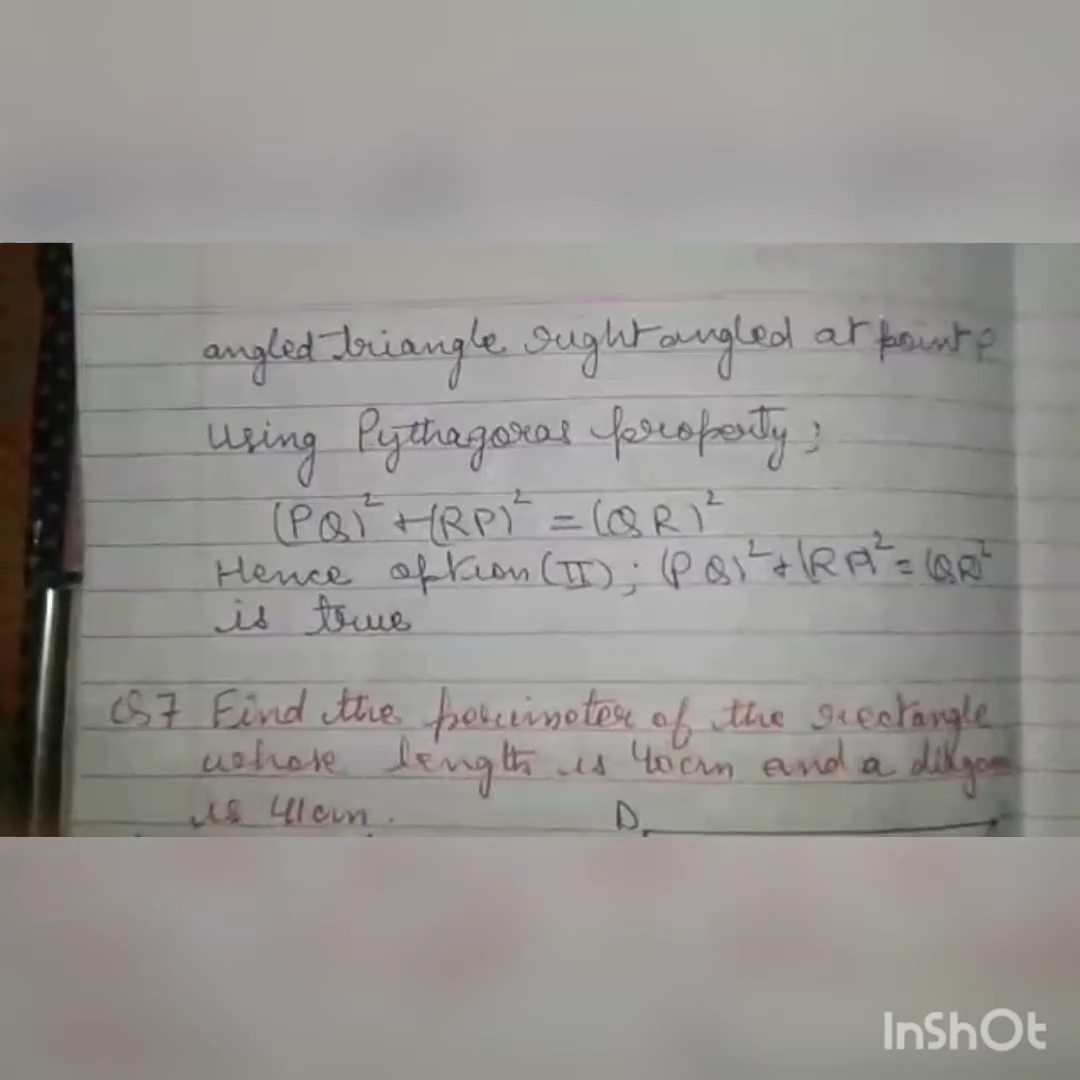 angled triangle right angled at point P
Using Pythagoras property;
(PQ)² + (RP)² = (QR)²
Hence option (II); (PQ)² + (RP)² = (QR)²
is true
Q7 Find the perimeter of the rectangle
whose length is 40cm and a
is 41cm.
D
InShOt